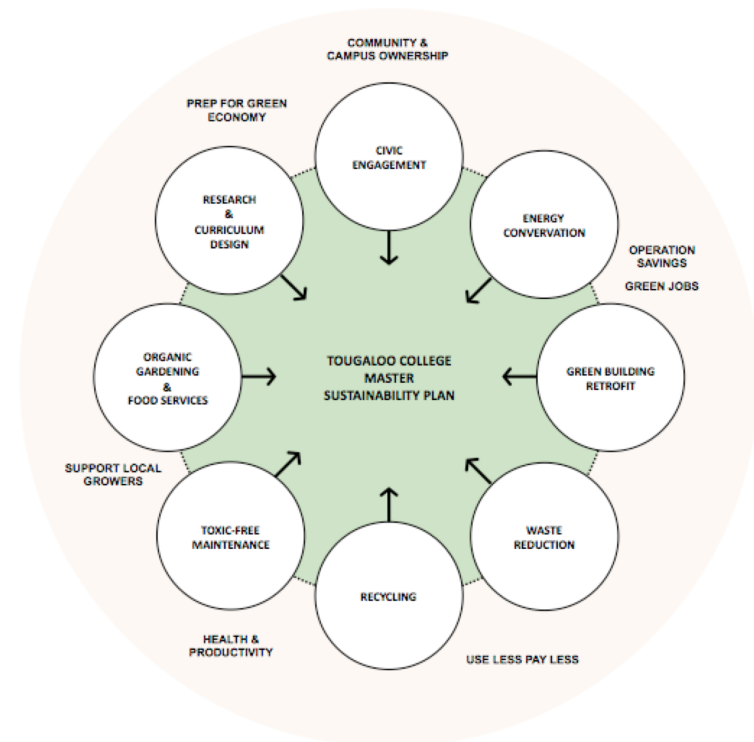 COMMUNITY &
CAMPUS OWNERSHIP
PREP FOR GREEN
ECONOMY
CIVIC
ENGAGEMENT
RESEARCH
&
CURRICULUM
DESIGN
ENERGY
CONVERVATION
OPERATION
SAVINGS
GREEN JOBS
ORGANIC
GARDENING
&
FOOD SERVICES
TOUGALOO COLLEGE
MASTER
SUSTAINABILITY PLAN
GREEN BUILDING
RETROFIT
SUPPORT LOCAL
GROWERS
TOXIC-FREE
MAINTENANCE
WASTE
REDUCTION
RECYCLING
HEALTH &
PRODUCTIVITY
USE LESS PAY LESS